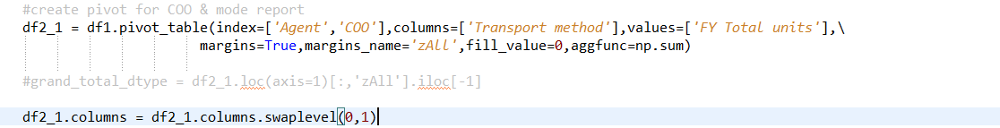 #create pivot for COO & mode report
df2_1 = df1.pivot_table(index=['Agent','COO'],columns=['Transport method'],values=['FY Total units'],\
margins=True,margins_name='zAll',fill_value=0,aggfunc=np.sum)
#grand_total_dtype = df2_1.loc(axis=1)[:,'zAll'].iloc[-1]
df2_1.columns = df2_1.columns.swaplevel(0,1)